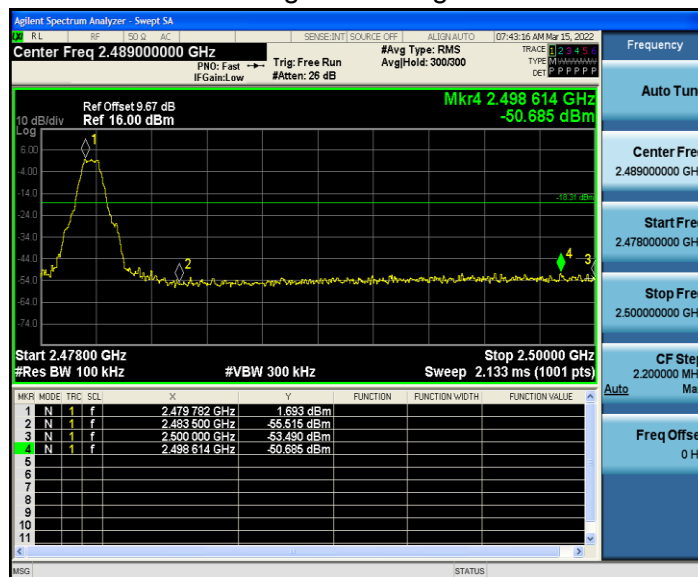 Agilent Spectrum Analyzer - Swept SA
RL RF 50 Ω AC SENSE:INT SOURCE OFF ALIGN AUTO 07:43:16 AM Mar 15, 2022
Center Freq 2.489000000 GHz
PNO: Fast
IFGain:Low
Trig: Free Run
#Atten: 26 dB
#Avg Type: RMS
Avg|Hold: 300/300
TRACE 1 2 3 4 5 6
TYPE M W W W W W
DET P P P P P P
Frequency
Auto Tun
Center Fre
2.489000000 GH
Start Fre
2.478000000 GH
Stop Fre
2.500000000 GH
CF Step
2.200000 MH
Auto Ma
Freq Offse
0 H
Mkr4 2.498 614 GHz
-50.685 dBm
Ref Offset 9.67 dB
10 dB/div Ref 16.00 dBm
Log
1
6.00
-4.00
-14.0
-18.31 dBm
-24.0
-34.0
-44.0
2
4
3
-54.0
-64.0
-74.0
Start 2.47800 GHz Stop 2.50000 GHz
#Res BW 100 kHz #VBW 300 kHz Sweep 2.133 ms (1001 pts)
MKR MODE TRC SCL X Y FUNCTION FUNCTION WIDTH FUNCTION VALUE
1 N 1 f 2.479 782 GHz 1.693 dBm
2 N 1 f 2.483 500 GHz -55.515 dBm
3 N 1 f 2.500 000 GHz -53.490 dBm
4 N 1 f 2.498 614 GHz -50.685 dBm
5
6
7
8
9
10
11
MSG STATUS